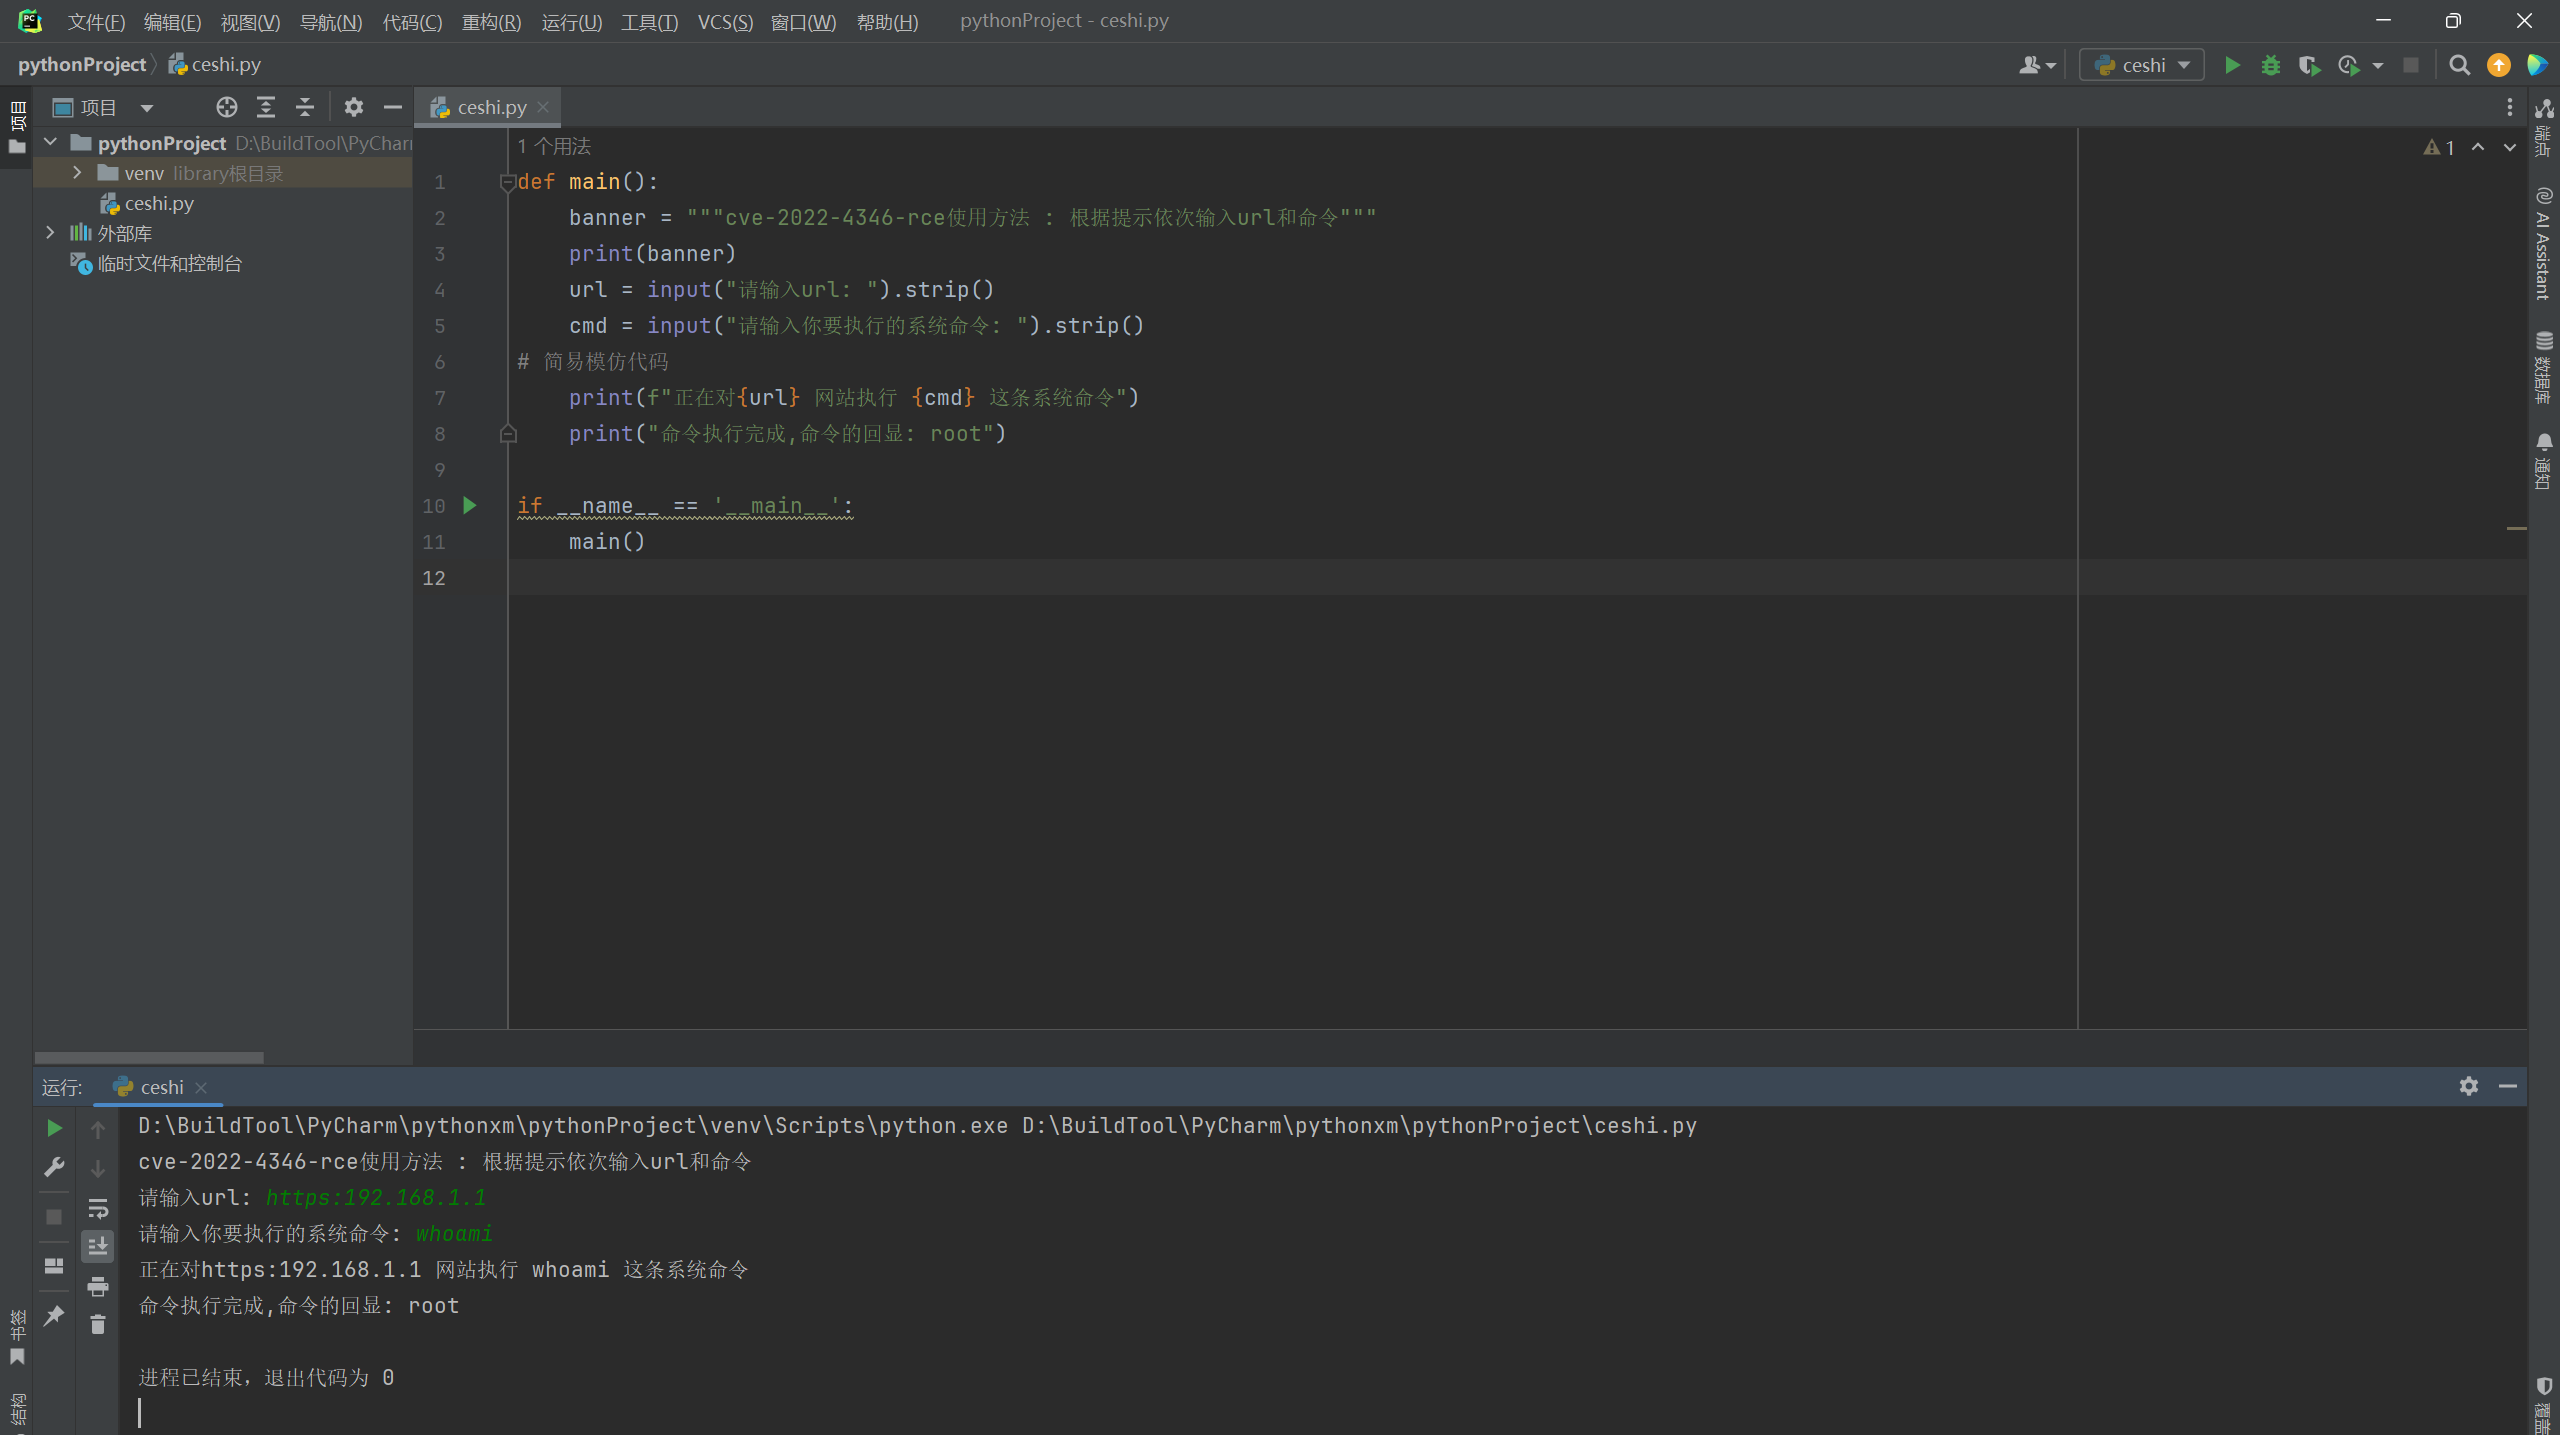 文件(F) 编辑(E) 视图(V) 导航(N) 代码(C) 重构(R) 运行(U) 工具(T) VCS(S) 窗口(W) 帮助(H) pythonProject - ceshi.py
pythonProject ceshi.py
ceshi
项目
项目
ceshi.py
pythonProject D:\BuildTool\PyChar
venv library根目录
ceshi.py
外部库
临时文件和控制台
1 个用法
1
1 def main():
2 banner = """cve-2022-4346-rce使用方法 : 根据提示依次输入url和命令"""
3 print(banner)
4 url = input("请输入url: ").strip()
5 cmd = input("请输入你要执行的系统命令: ").strip()
6 # 简易模仿代码
7 print(f"正在对{url} 网站执行 {cmd} 这条系统命令")
8 print("命令执行完成,命令的回显: root")
9
10 if __name__ == '__main__':
11 main()
12
端点
AI Assistant
数据库
通知
运行: ceshi
D:\BuildTool\PyCharm\pythonxm\pythonProject\venv\Scripts\python.exe D:\BuildTool\PyCharm\pythonxm\pythonProject\ceshi.py
cve-2022-4346-rce使用方法 : 根据提示依次输入url和命令
请输入url: https:192.168.1.1
请输入你要执行的系统命令: whoami
正在对https:192.168.1.1 网站执行 whoami 这条系统命令
命令执行完成,命令的回显: root
进程已结束，退出代码为 0
书签
结构
覆盖